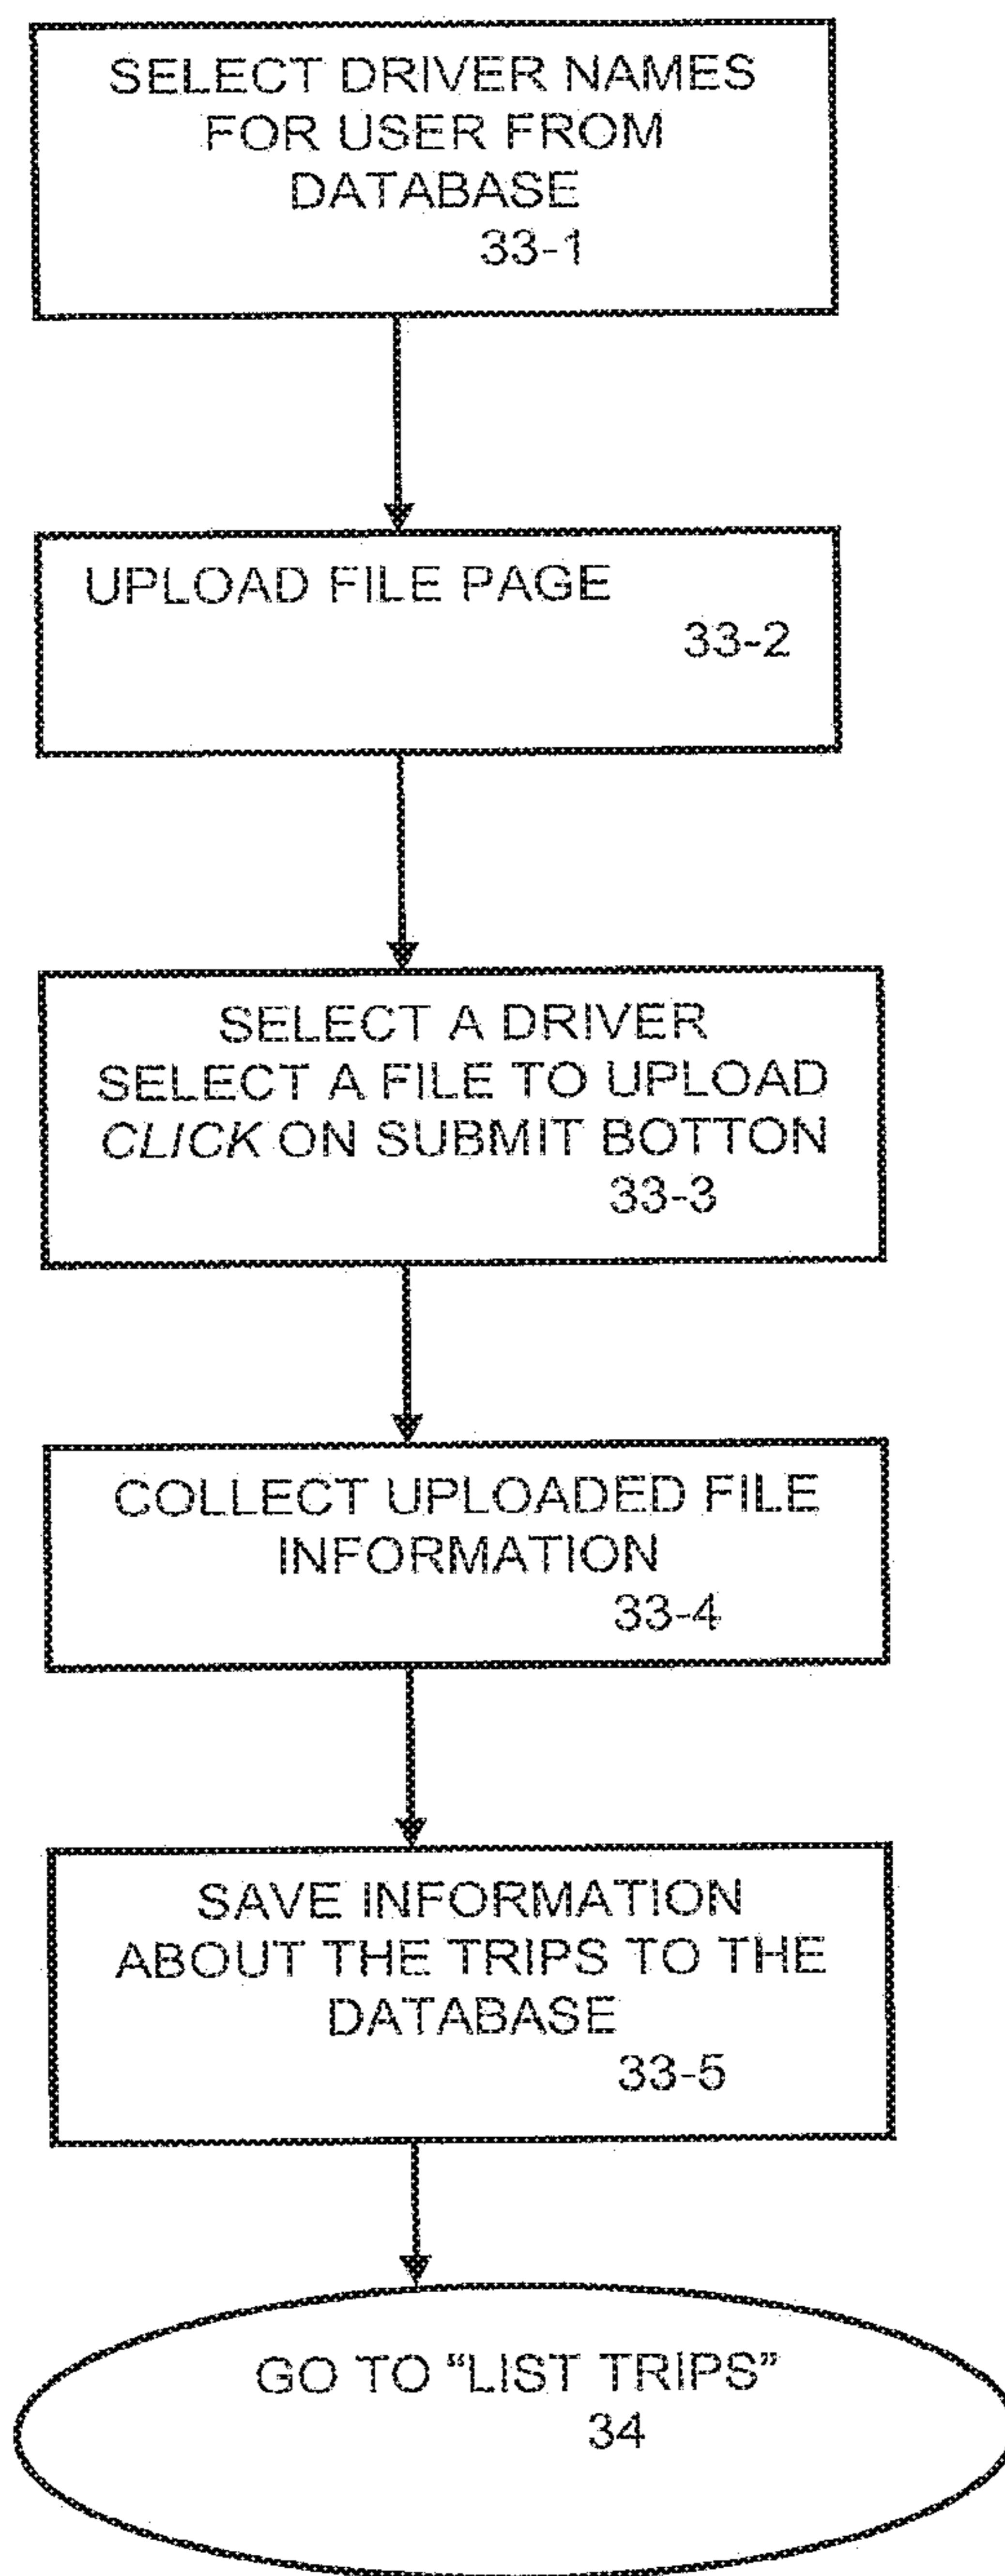 SELECT DRIVER NAMES
FOR USER FROM
DATABASE
33-1
UPLOAD FILE PAGE
33-2
SELECT A DRIVER
SELECT A FILE TO UPLOAD
CLICK ON SUBMIT BOTTON
33-3
COLLECT UPLOADED FILE
INFORMATION
33-4
SAVE INFORMATION
ABOUT THE TRIPS TO THE
DATABASE
33-5
GO TO “LIST TRIPS”
34